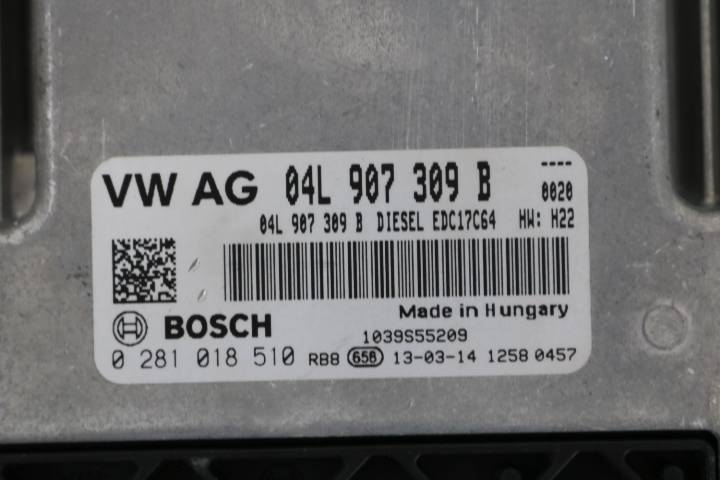 VW AG 04L 907 309 B ----
0020
04L 907 309 B DIESEL EDC17C64 HW: H22
Made in Hungary
BOSCH 1039S55209
0 281 018 510 RB8 658 13-03-14 1258 0457